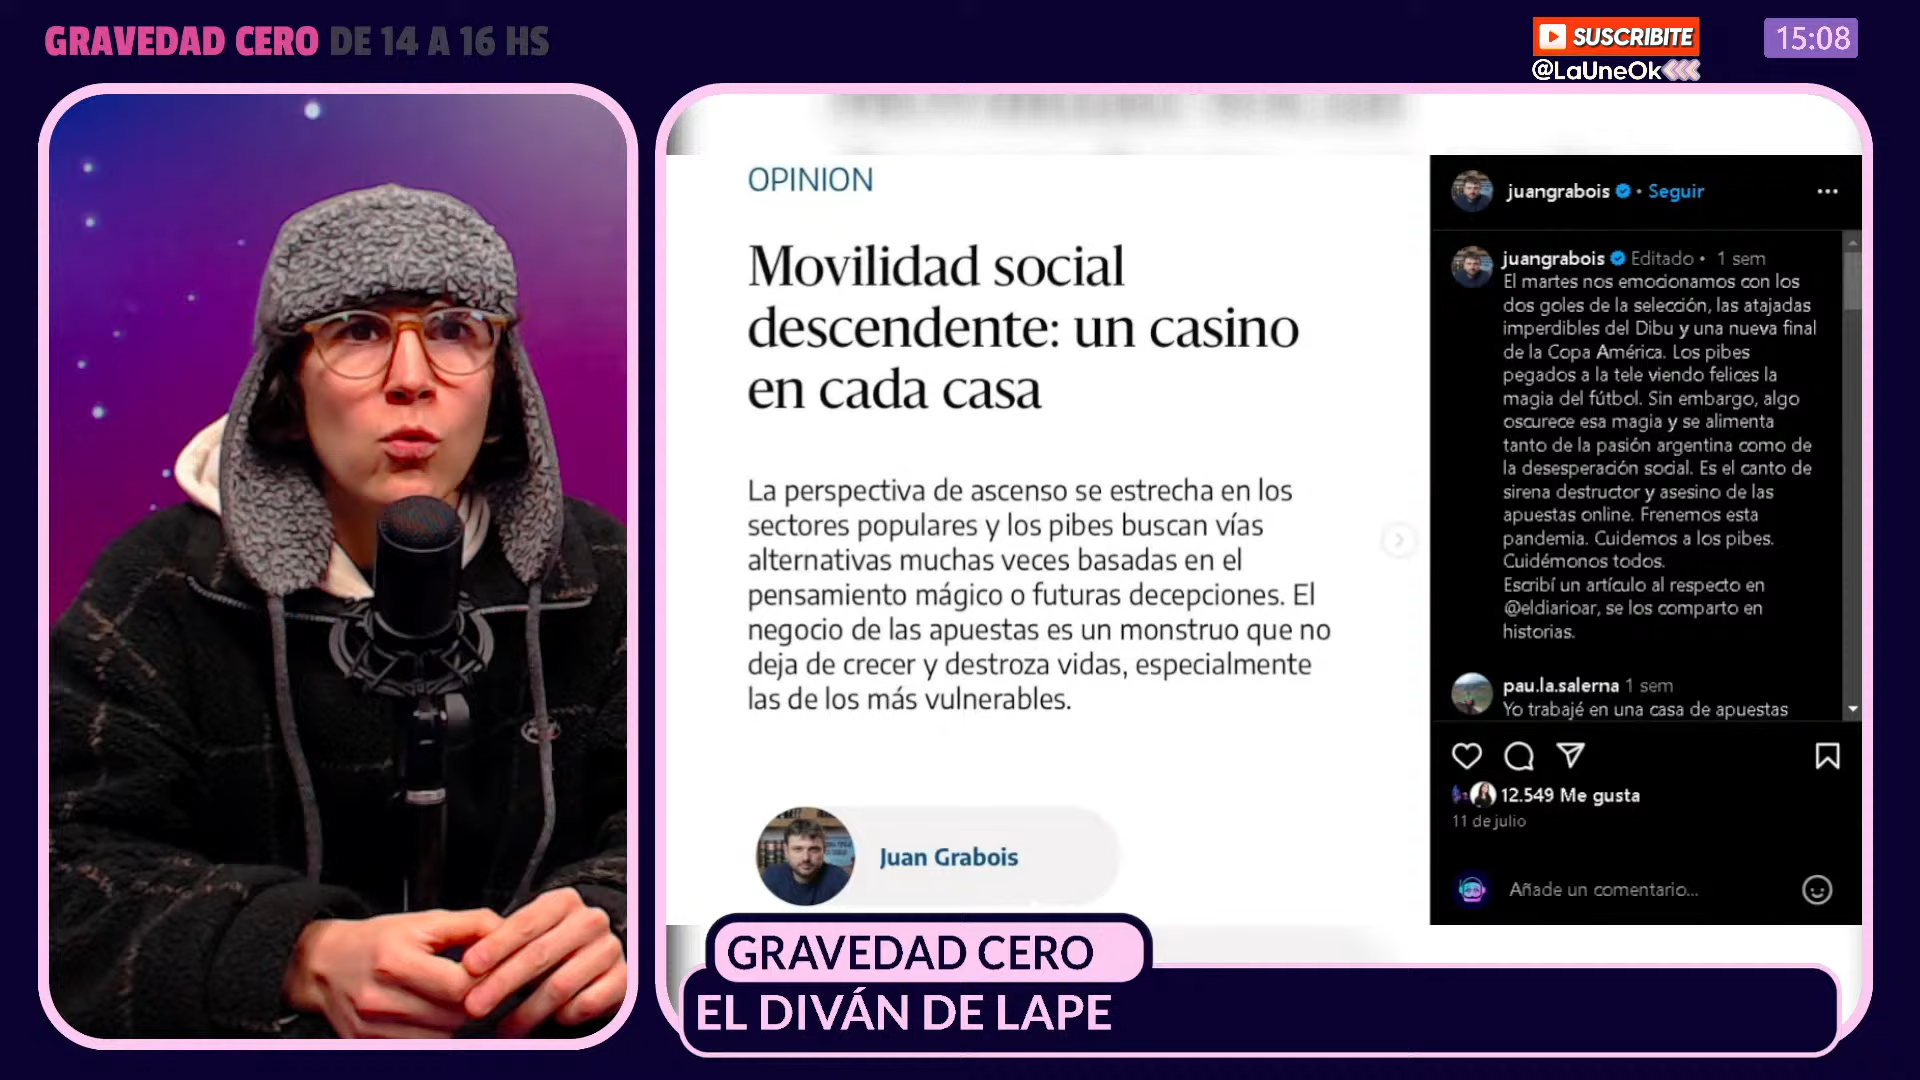 GRAVEDAD CERO DE 14 A 16 HS
SUSCRIBITE
@LaUneOk
15:08
OPINION
Movilidad social
descendente: un casino
en cada casa
La perspectiva de ascenso se estrecha en los
sectores populares y los pibes buscan vías
alternativas muchas veces basadas en el
pensamiento mágico o futuras decepciones. El
negocio de las apuestas es un monstruo que no
deja de crecer y destroza vidas, especialmente
las de los más vulnerables.
Juan Grabois
juangrabois • Seguir
juangrabois Editado • 1 sem
El martes nos emocionamos con los
dos goles de la selección, las atajadas
imperdibles del Dibu y una nueva final
de la Copa América. Los pibes
pegados a la tele viendo felices la
magia del fútbol. Sin embargo, algo
oscurece esa magia y se alimenta
tanto de la pasión argentina como de
la desesperación social. Es el canto de
sirena destructor y asesino de las
apuestas online. Frenemos esta
pandemia. Cuidemos a los pibes.
Cuidémonos todos.
Escribí un artículo al respecto en
@eldiarioar, se los comparto en
historias.
pau.la.salerna 1 sem
Yo trabajé en una casa de apuestas
12.549 Me gusta
11 de julio
Añade un comentario...
GRAVEDAD CERO
EL DIVÁN DE LAPE